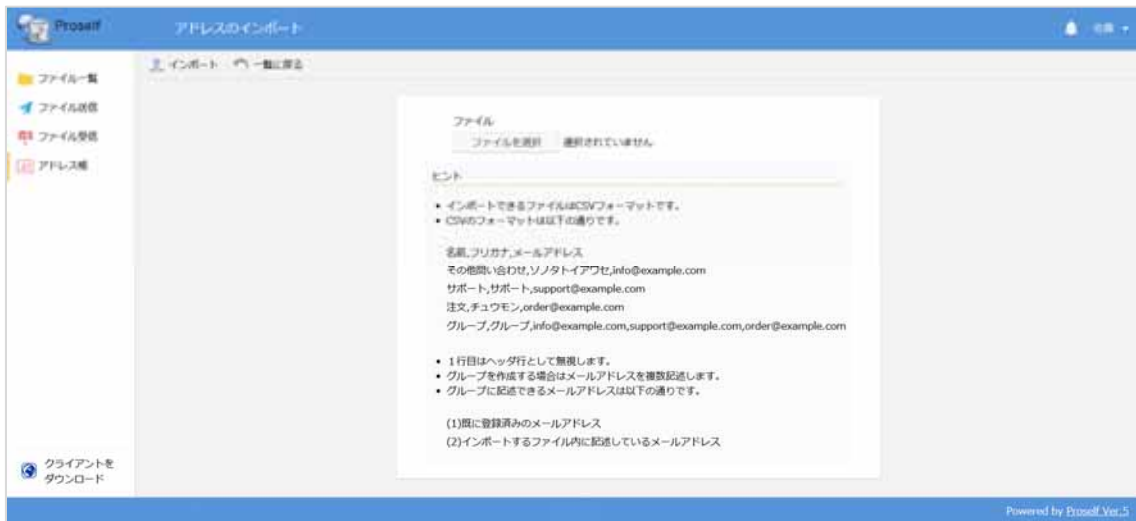 Proself
アドレスのインポート
インポート 一覧に戻る
ファイル一覧
ファイル送信
ファイル受信
アドレス帳
ファイル
ファイルを選択 選択されていません
ヒント
• インポートできるファイルはCSVフォーマットです。
• CSVのフォーマットは以下の通りです。
名前,フリガナ,メールアドレス
その他問い合わせ,ソノタトイアワセ,info@example.com
サポート,サポート,support@example.com
注文,チュウモン,order@example.com
グループ,グループ,info@example.com,support@example.com,order@example.com
• 1行目はヘッダ行として無視します。
• グループを作成する場合はメールアドレスを複数記述します。
• グループに記述できるメールアドレスは以下の通りです。
(1)既に登録済みのメールアドレス
(2)インポートするファイル内に記述しているメールアドレス
クライアントを
ダウンロード
Powered by Proself Ver.5